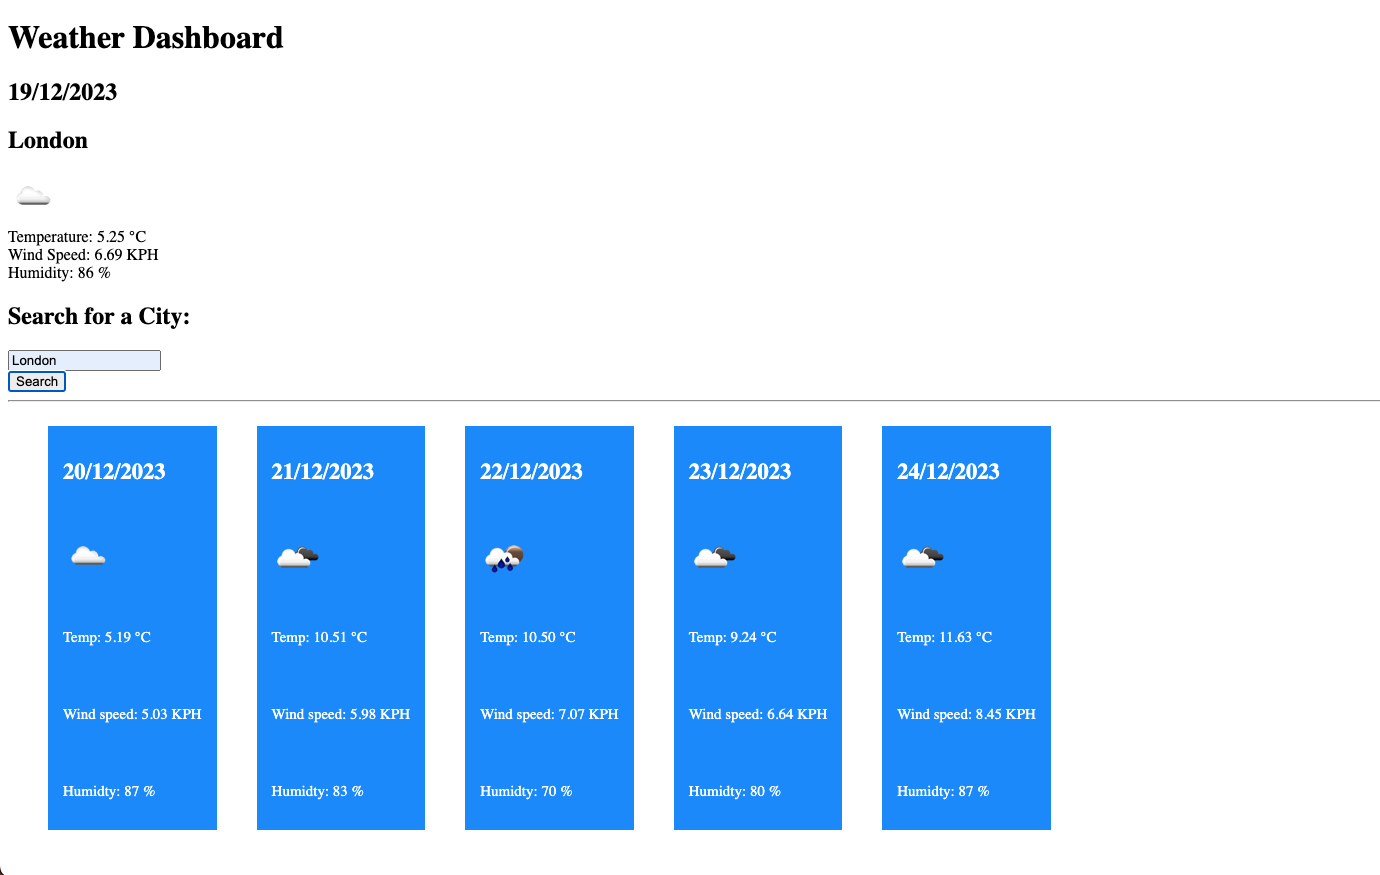 Weather Dashboard
19/12/2023
London
Temperature: 5.25 °C
Wind Speed: 6.69 KPH
Humidity: 86 %
Search for a City:
London
Search
20/12/2023
Temp: 5.19 °C
Wind speed: 5.03 KPH
Humidty: 87 %
21/12/2023
Temp: 10.51 °C
Wind speed: 5.98 KPH
Humidty: 83 %
22/12/2023
Temp: 10.50 °C
Wind speed: 7.07 KPH
Humidty: 70 %
23/12/2023
Temp: 9.24 °C
Wind speed: 6.64 KPH
Humidty: 80 %
24/12/2023
Temp: 11.63 °C
Wind speed: 8.45 KPH
Humidty: 87 %